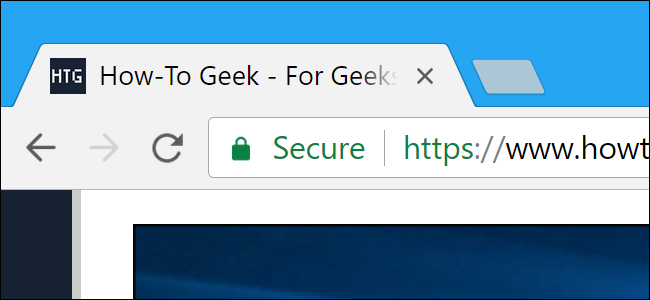 HTG How-To Geek - For Geeks
Secure https://www.howt